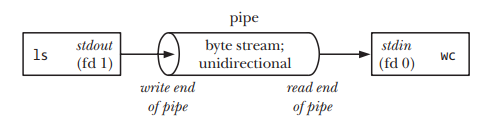 pipe
ls
stdout
(fd 1)
byte stream;
unidirectional
stdin
(fd 0)
wc
write end
of pipe
read end
of pipe